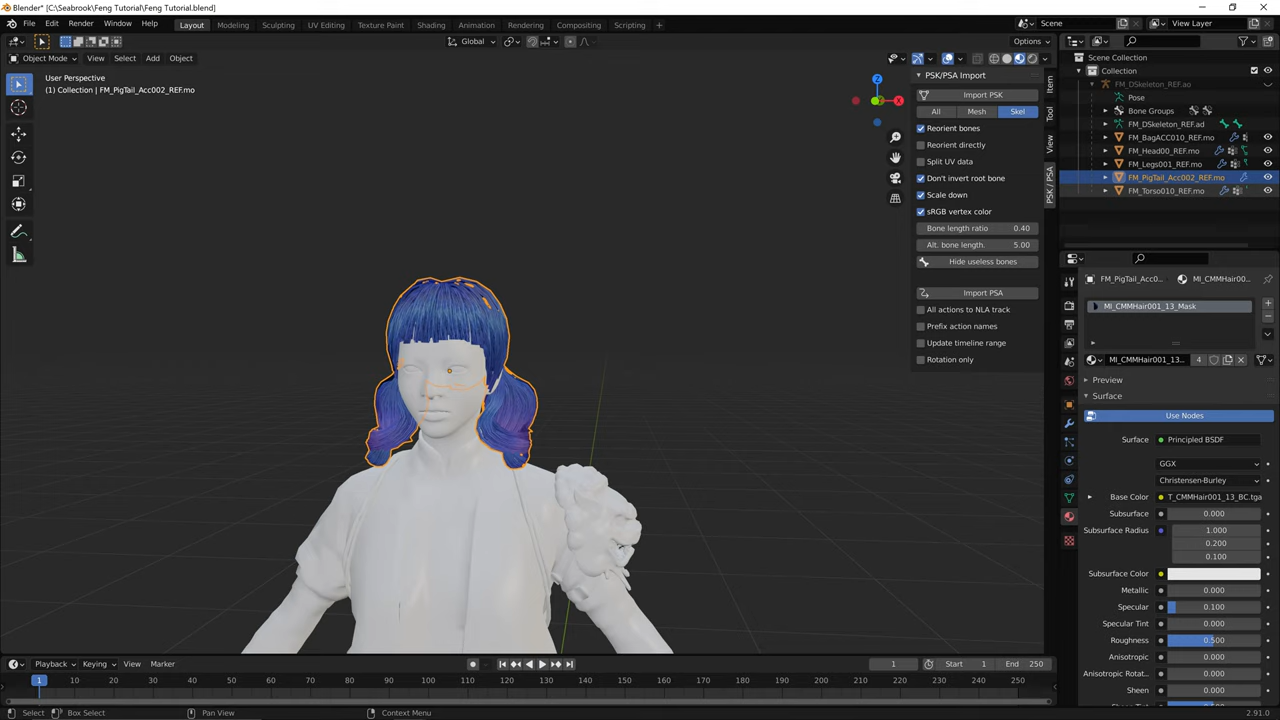 Blender* [C:\Seabrook\Feng Tutorial\Feng Tutorial.blend]
File Edit Render Window Help Layout Modeling Sculpting UV Editing Texture Paint Shading Animation Rendering Compositing Scripting Scene View Layer
Global Options
Object Mode View Select Add Object
User Perspective
(1) Collection | FM_PigTail_Acc002_REF.mo
Z
X
PSK/PSA Import
Import PSK
All Mesh Skel
Reorient bones
Reorient directly
Split UV data
Don't invert root bone
Scale down
sRGB vertex color
Bone length ratio 0.40
Alt. bone length. 5.00
Hide useless bones
Import PSA
All actions to NLA track
Prefix action names
Update timeline range
Rotation only
Item
Tool
View
PSK / PSA
Scene Collection
Collection
FM_DSkeleton_REF.ao
Pose
Bone Groups
FM_DSkeleton_REF.ad
FM_BagACC010_REF.mo
FM_Head00_REF.mo
FM_Legs001_REF.mo
FM_PigTail_Acc002_REF.mo
FM_Torso010_REF.mo
FM_PigTail_Acc0... MI_CMMHair00...
MI_CMMHair001_13_Mask
MI_CMMHair001_13... 4
Preview
Surface
Use Nodes
Surface Principled BSDF
GGX
Christensen-Burley
Base Color T_CMMHair001_13_BC.tga
Subsurface 0.000
Subsurface Radius 1.000
0.200
0.100
Subsurface Color
Metallic 0.000
Specular 0.100
Specular Tint 0.000
Roughness 0.500
Anisotropic 0.000
Anisotropic Rotat... 0.000
Sheen 0.000
Playback Keying View Marker 1 Start 1 End 250
1 10 20 30 40 50 60 70 80 90 100 110 120 130 140 150 160 170 180 190 200 210 220 230 240 250
Select Box Select Pan View Context Menu 2.91.0